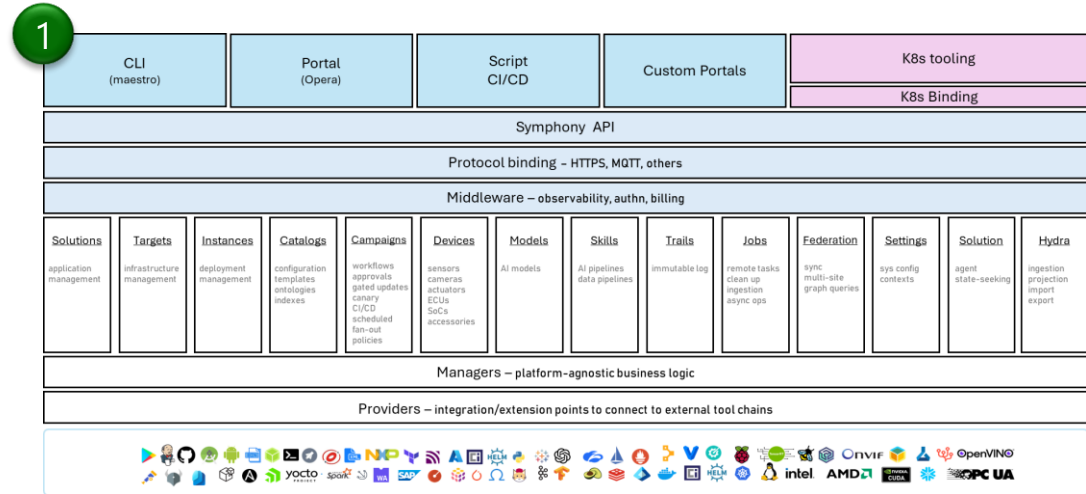 1
CLI
(maestro)
Portal
(Opera)
Script
CI/CD
Custom Portals
K8s tooling
K8s Binding
Symphony API
Protocol binding - HTTPS, MQTT, others
Middleware – observability, authn, billing
Solutions
application
management
Targets
infrastructure
management
Instances
deployment
management
Catalogs
configuration
templates
ontologies
indexes
Campaigns
workflows
approvals
gated updates
canary
CI/CD
scheduled
fan-out
policies
Devices
sensors
cameras
actuators
ECUs
SoCs
accessories
Models
AI models
Skills
AI pipelines
data pipelines
Trails
immutable log
Jobs
remote tasks
clean up
ingestion
async ops
Federation
sync
multi-site
graph queries
Settings
sys config
contexts
Solution
agent
state-seeking
Hydra
ingestion
projection
import
export
Managers – platform-agnostic business logic
Providers – integration/extension points to connect to external tool chains
NXP
HELM
ONVIF
OpenVINO
yocto
PROJECT
Spark
WA
SAP
HELM
intel.
AMD
NVIDIA
CUDA
OPC UA